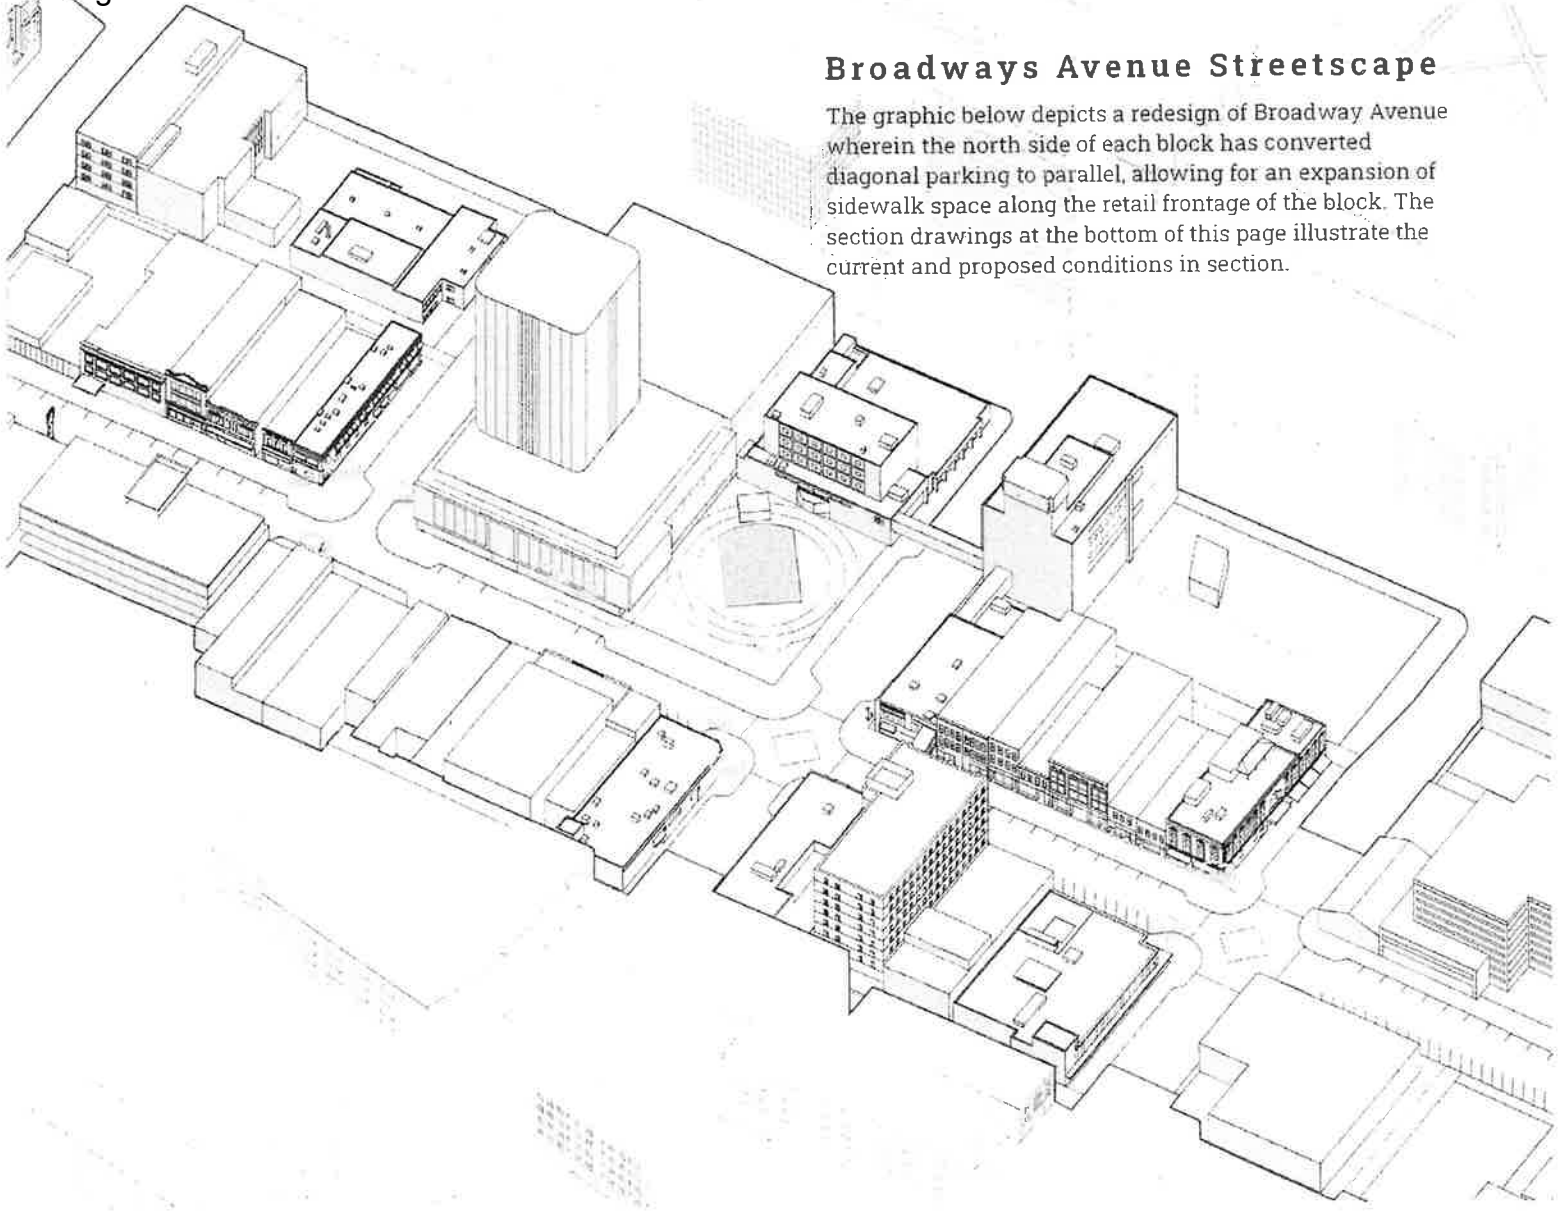 Broadways Avenue Streetscape
The graphic below depicts a redesign of Broadway Avenue
wherein the north side of each block has converted
diagonal parking to parallel, allowing for an expansion of
sidewalk space along the retail frontage of the block. The
section drawings at the bottom of this page illustrate the
current and proposed conditions in section.